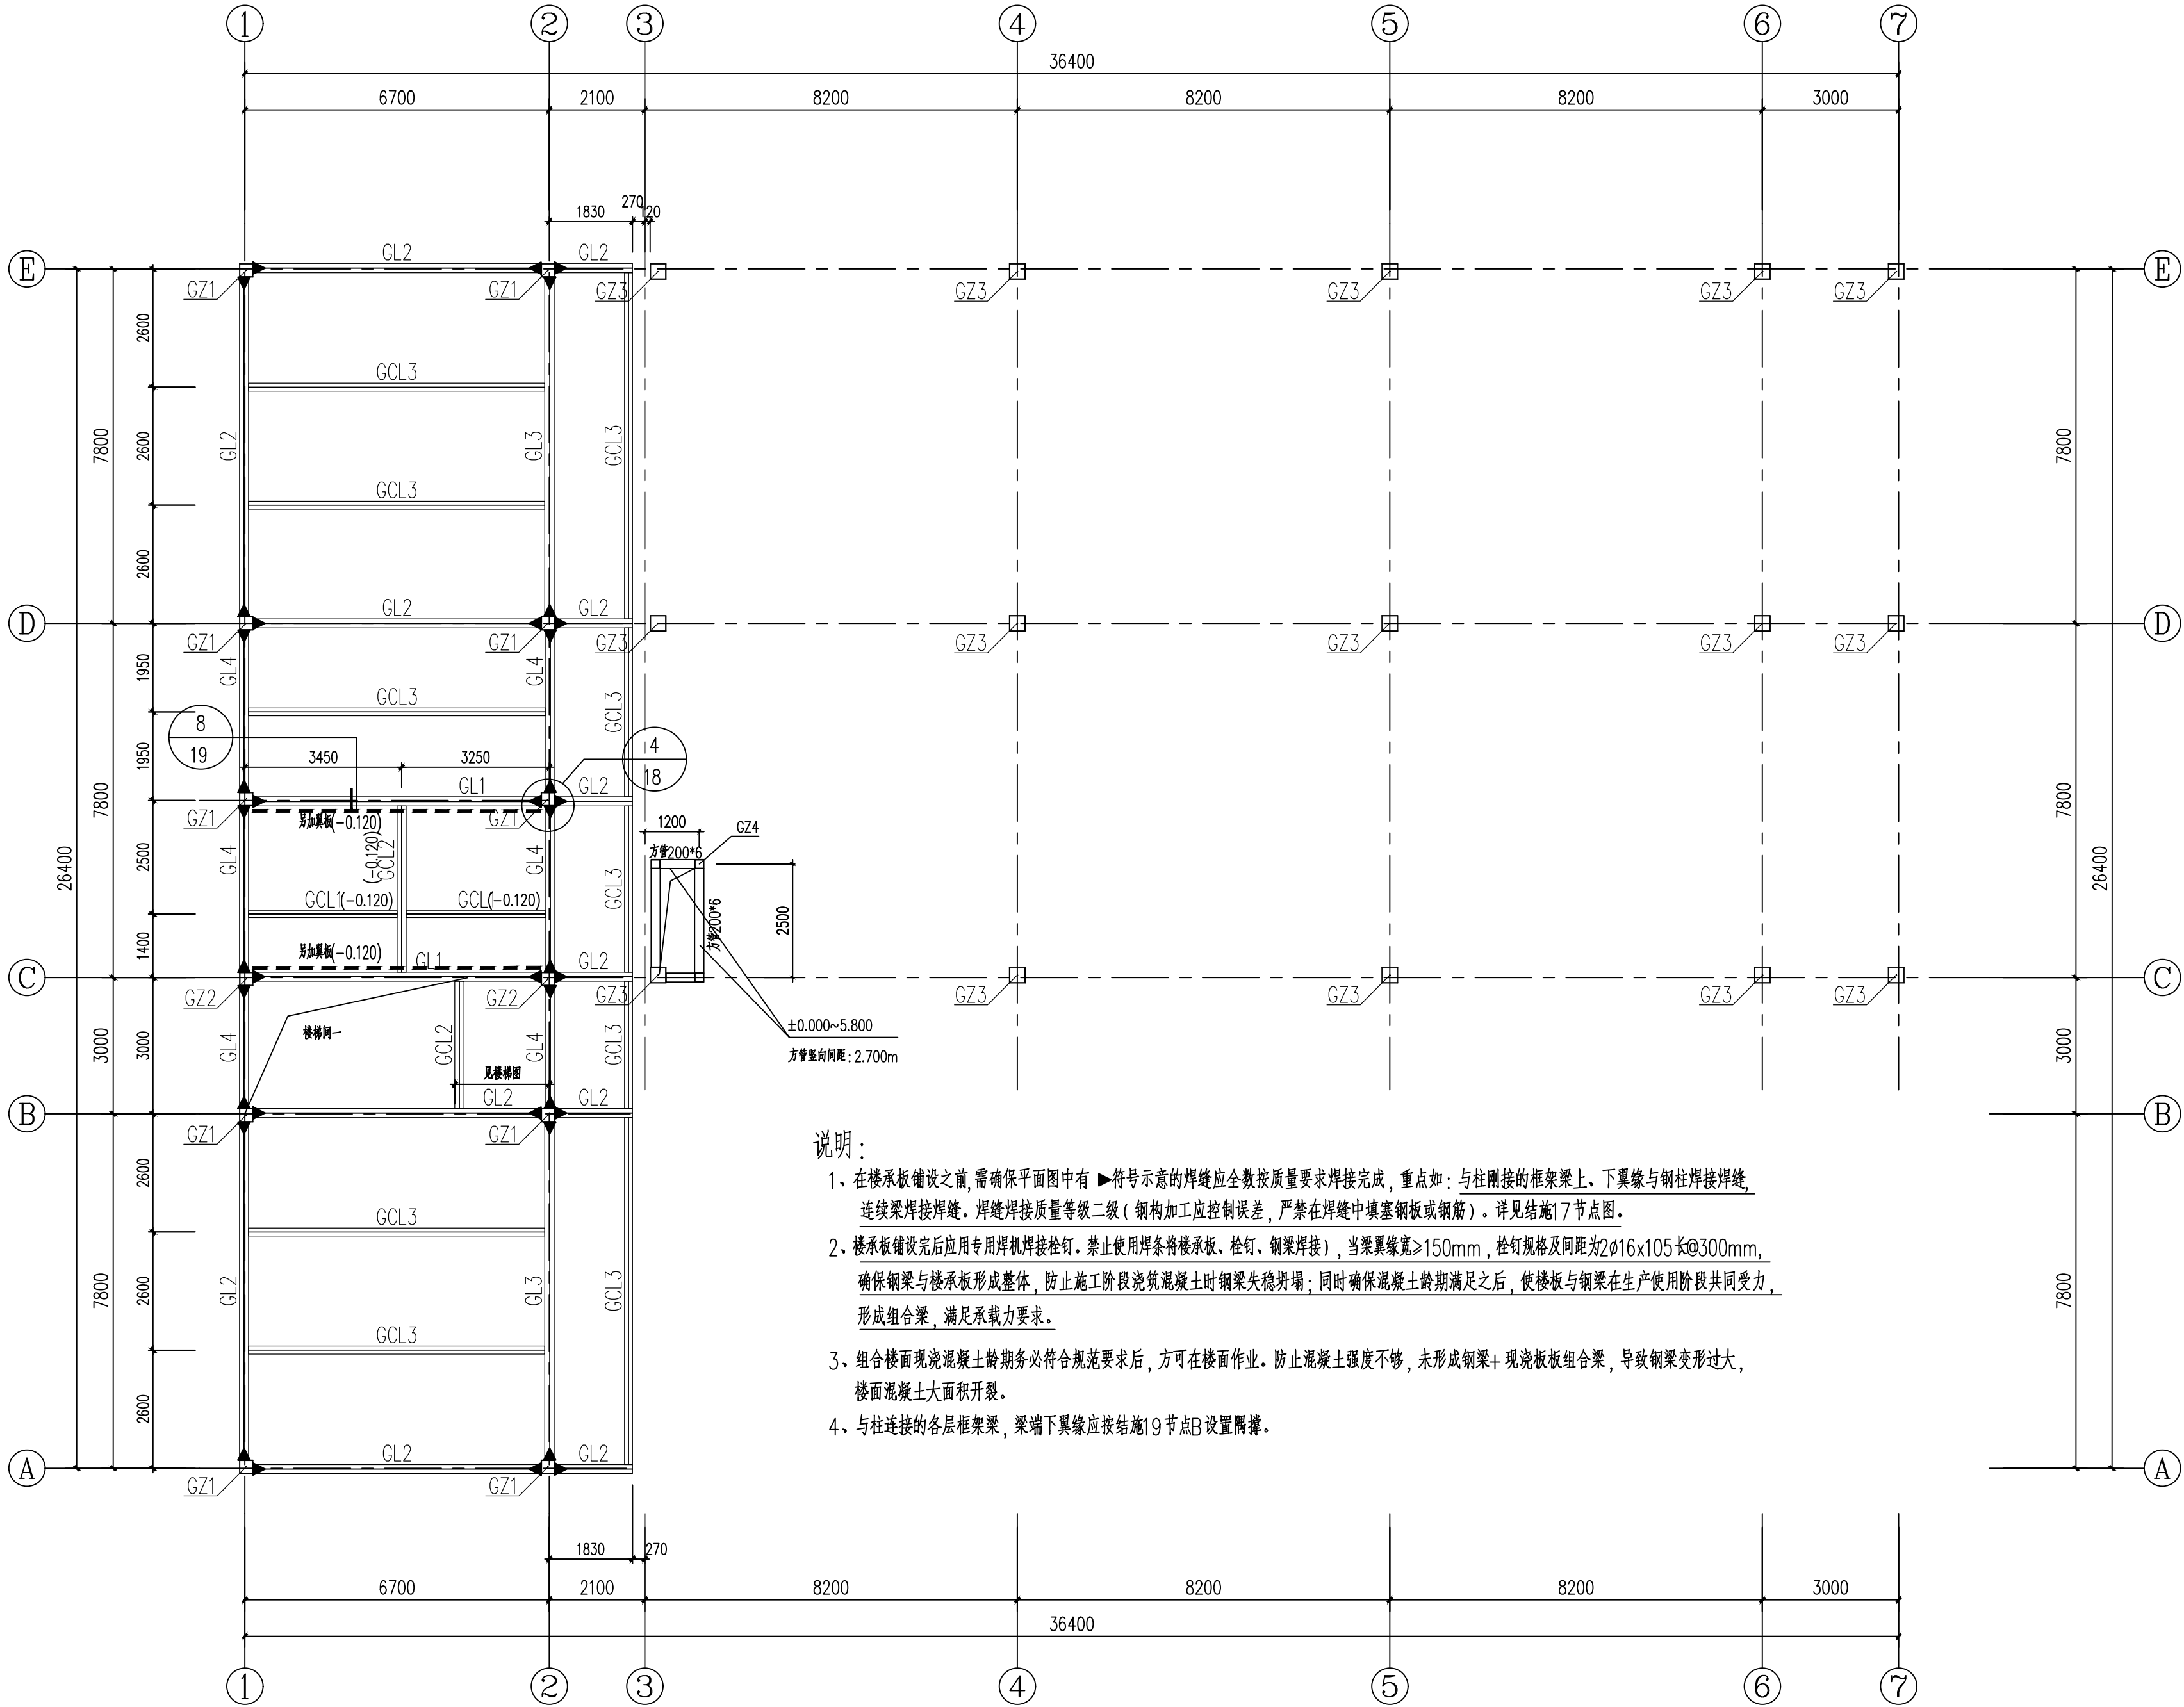 1 2 3 4 5 6 7
36400
6700 2100 8200 8200 8200 3000
270
1830 120
E GL2 GL2 E
GZ1 GZ1 GZ3 GZ3 GZ3 GZ3 GZ3
2600
GCL3
7800 2600 GL2 GL3 GCL3 7800
GCL3
2600
D GL2 GL2 D
GZ1 GZ1 GZ3 GZ3 GZ3 GZ3 GZ3
1950 GL4 GL4
GCL3 GCL3
8
19
4
18
1950 3450 3250
7800 GL1 GL2 7800
GZ1 GZ1
另加翼板(-0.120)
1200 GZ4
方管200*6
26400 2500 GL4 (-0.120) GCL2 GL4 GCL3 26400
GCL1(-0.120) GCL1(-0.120) 方管200*6 2500
1400 另加翼板(-0.120)
GL1 GL2
C C
GZ2 GZ2 GZ3 GZ3 GZ3 GZ3 GZ3
楼梯间一
±0.000~5.800
方管竖向间距:2.700m
3000 3000 GL4 GCL2 GL4 GCL3 3000
见楼梯图
GL2 GL2
B B
GZ1 GZ1
2600
GCL3
7800 2600 GL2 GL3 GCL3 7800
GCL3
2600
GL2 GL2
A A
GZ1 GZ1
说明:
1、在楼承板铺设之前,需确保平面图中有 ▶符号示意的焊缝应全数按质量要求焊接完成,重点如:与柱刚接的框架梁上、下翼缘与钢柱焊接焊缝,
连续梁焊接焊缝。焊缝焊接质量等级二级(钢构加工应控制误差,严禁在焊缝中填塞钢板或钢筋)。详见结施17节点图。
2、楼承板铺设完后应用专用焊机焊接栓钉。禁止使用焊条将楼承板、栓钉、钢梁焊接),当梁翼缘宽≥150mm,栓钉规格及间距为2ø16x105长@300mm,
确保钢梁与楼承板形成整体,防止施工阶段浇筑混凝土时钢梁失稳坍塌;同时确保混凝土龄期满足之后,使楼板与钢梁在生产使用阶段共同受力,
形成组合梁,满足承载力要求。
3、组合楼面现浇混凝土龄期务必符合规范要求后,方可在楼面作业。防止混凝土强度不够,未形成钢梁+现浇板板组合梁,导致钢梁变形过大,
楼面混凝土大面积开裂。
4、与柱连接的各层框架梁,梁端下翼缘应按结施19节点B设置隅撑。
1830 270
6700 2100 8200 8200 8200 3000
36400
1 2 3 4 5 6 7